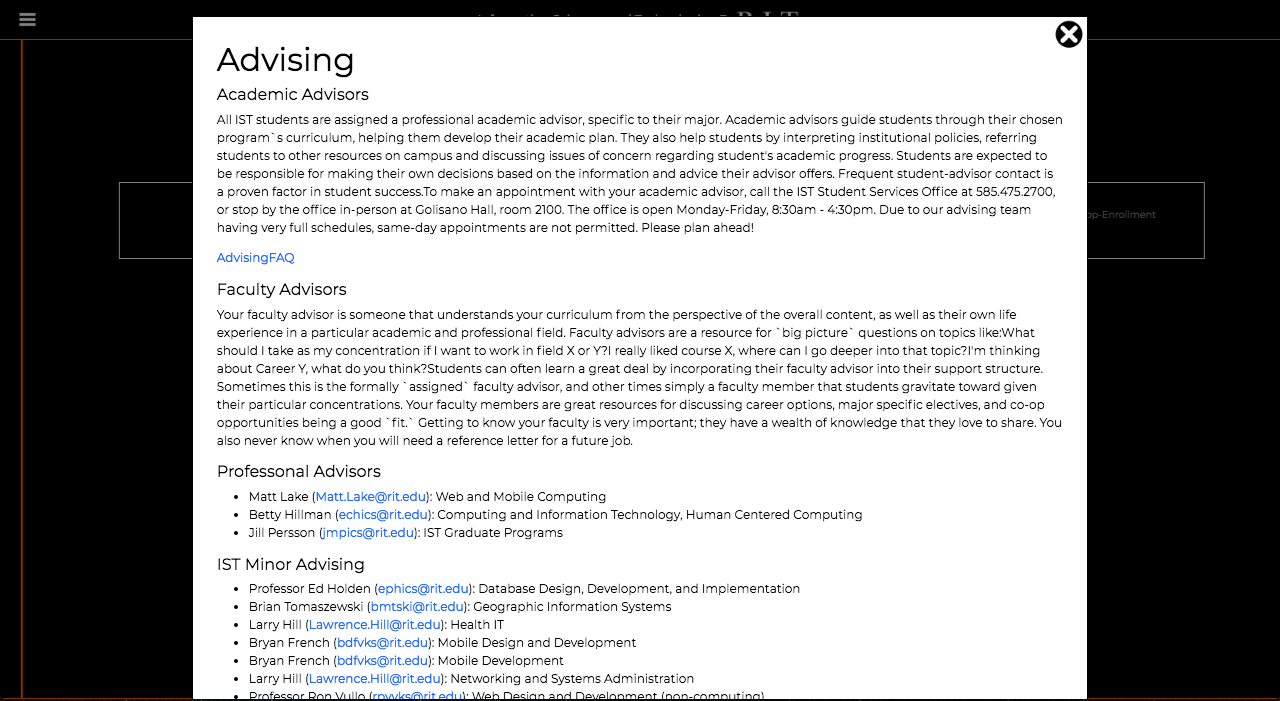 Advising
Academic Advisors
All IST students are assigned a professional academic advisor, specific to their major. Academic advisors guide students through their chosen
program`s curriculum, helping them develop their academic plan. They also help students by interpreting institutional policies, referring
students to other resources on campus and discussing issues of concern regarding student's academic progress. Students are expected to
be responsible for making their own decisions based on the information and advice their advisor offers. Frequent student-advisor contact is
a proven factor in student success.To make an appointment with your academic advisor, call the IST Student Services Office at 585.475.2700,
or stop by the office in-person at Golisano Hall, room 2100. The office is open Monday-Friday, 8:30am - 4:30pm. Due to our advising team
having very full schedules, same-day appointments are not permitted. Please plan ahead!
op-Enrollment
AdvisingFAQ
Faculty Advisors
Your faculty advisor is someone that understands your curriculum from the perspective of the overall content, as well as their own life
experience in a particular academic and professional field. Faculty advisors are a resource for `big picture` questions on topics like:What
should I take as my concentration if I want to work in field X or Y?I really liked course X, where can I go deeper into that topic?I'm thinking
about Career Y, what do you think?Students can often learn a great deal by incorporating their faculty advisor into their support structure.
Sometimes this is the formally `assigned` faculty advisor, and other times simply a faculty member that students gravitate toward given
their particular concentrations. Your faculty members are great resources for discussing career options, major specific electives, and co-op
opportunities being a good `fit.` Getting to know your faculty is very important; they have a wealth of knowledge that they love to share. You
also never know when you will need a reference letter for a future job.
Professonal Advisors
• Matt Lake (Matt.Lake@rit.edu): Web and Mobile Computing
• Betty Hillman (echics@rit.edu): Computing and Information Technology, Human Centered Computing
• Jill Persson (jmpics@rit.edu): IST Graduate Programs
IST Minor Advising
• Professor Ed Holden (ephics@rit.edu): Database Design, Development, and Implementation
• Brian Tomaszewski (bmtski@rit.edu): Geographic Information Systems
• Larry Hill (Lawrence.Hill@rit.edu): Health IT
• Bryan French (bdfvks@rit.edu): Mobile Design and Development
• Bryan French (bdfvks@rit.edu): Mobile Development
• Larry Hill (Lawrence.Hill@rit.edu): Networking and Systems Administration
• Professor Ron Vullo (rpvvks@rit.edu): Web Design and Development (non-computing)